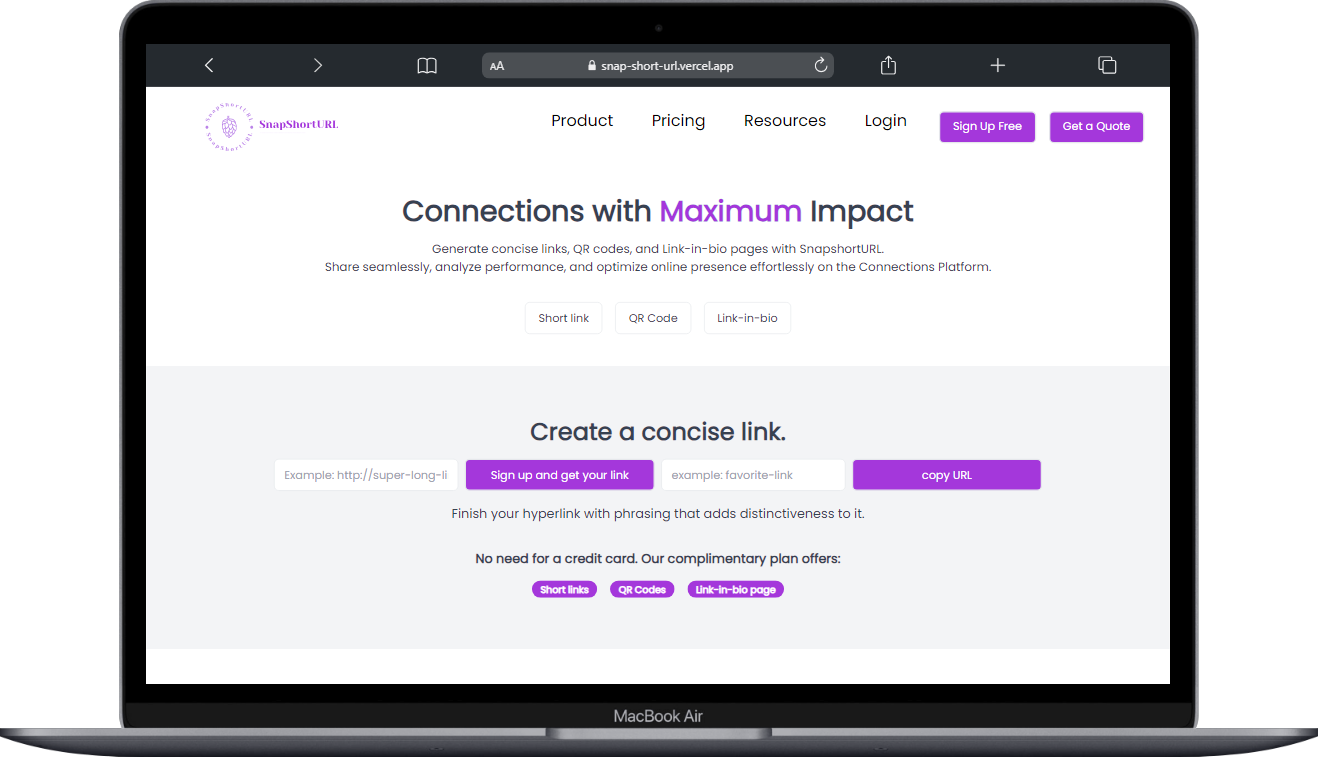 AA snap-short-url.vercel.app
SnapShortURL SnapShortURL
SnapShortURL
Product Pricing Resources Login Sign Up Free Get a Quote
Connections with Maximum Impact
Generate concise links, QR codes, and Link-in-bio pages with SnapshortURL.
Share seamlessly, analyze performance, and optimize online presence effortlessly on the Connections Platform.
Short link QR Code Link-in-bio
Create a concise link.
Example: http://super-long-li Sign up and get your link example: favorite-link copy URL
Finish your hyperlink with phrasing that adds distinctiveness to it.
No need for a credit card. Our complimentary plan offers:
Short links QR Codes Link-in-bio page
MacBook Air